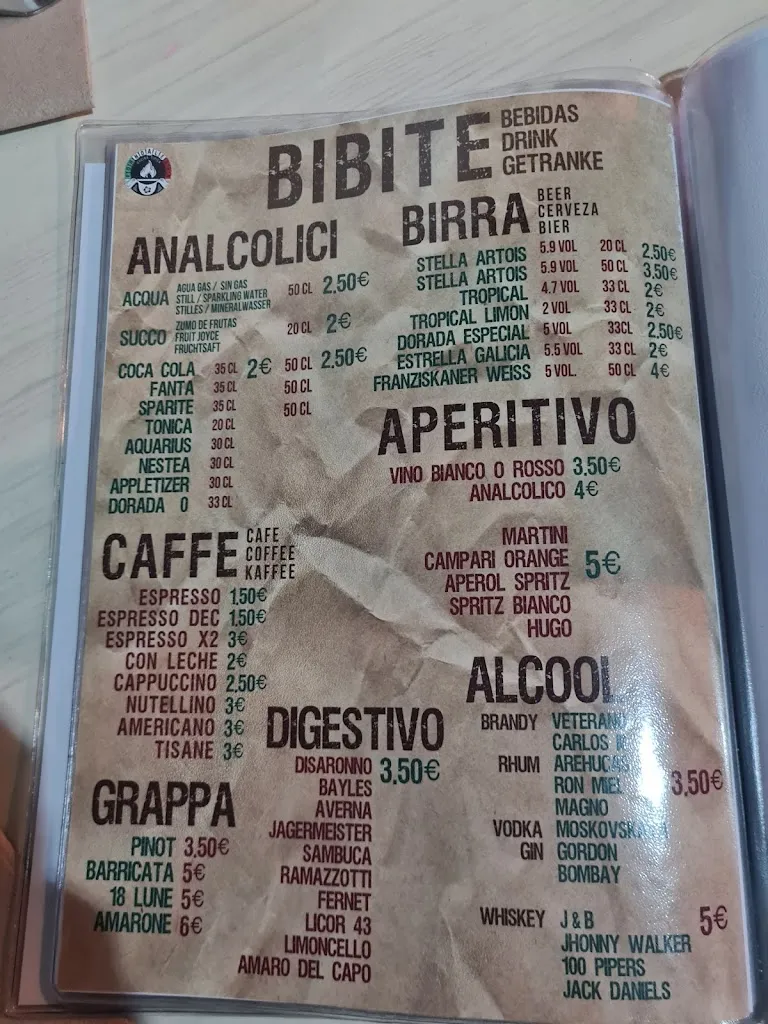 BIBITE
BEBIDAS
DRINK
GETRANKE
ANALCOLICI
ACQUA AGUA GAS / SIN GAS 50 CL 2.50€
STILL / SPARKLING WATER
STILLES / MINERALWASSER
SUCCO ZUMO DE FRUTAS 20 CL 2€
FRUIT JOYCE
FRUCHTSAFT
COCA COLA 35 CL 2€ 50 CL 2.50€
FANTA 35 CL 50 CL
SPARITE 35 CL 50 CL
TONICA 20 CL
AQUARIUS 30 CL
NESTEA 30 CL
APPLETIZER 30 CL
DORADA 0 33 CL
BIRRA
BEER
CERVEZA
BIER
STELLA ARTOIS 5.9 VOL 20 CL 2.50€
STELLA ARTOIS 5.9 VOL 50 CL 3.50€
TROPICAL 4.7 VOL 33 CL 2€
TROPICAL LIMON 2 VOL 33 CL 2€
DORADA ESPECIAL 5 VOL 33CL 2.50€
ESTRELLA GALICIA 5.5 VOL 33 CL 2€
FRANZISKANER WEISS 5 VOL. 50 CL 4€
APERITIVO
VINO BIANCO O ROSSO 3.50€
ANALCOLICO 4€
MARTINI
CAMPARI ORANGE 5€
APEROL SPRITZ
SPRITZ BIANCO
HUGO
CAFFE
CAFE
COFFEE
KAFFEE
ESPRESSO 1.50€
ESPRESSO DEC 1.50€
ESPRESSO X2 3€
CON LECHE 2€
CAPPUCCINO 2.50€
NUTELLINO 3€
AMERICANO 3€
TISANE 3€
GRAPPA
PINOT 3.50€
BARRICATA 5€
18 LUNE 5€
AMARONE 6€
DIGESTIVO
DISARONNO 3.50€
BAYLES
AVERNA
JAGERMEISTER
SAMBUCA
RAMAZZOTTI
FERNET
LICOR 43
LIMONCELLO
AMARO DEL CAPO
ALCOOL
BRANDY VETERANO
CARLOS
RHUM AREHUCAS
RON MIEL 3,50€
MAGNO
VODKA MOSKOVSKAYA
GIN GORDON
BOMBAY
WHISKEY J & B 5€
JHONNY WALKER
100 PIPERS
JACK DANIELS